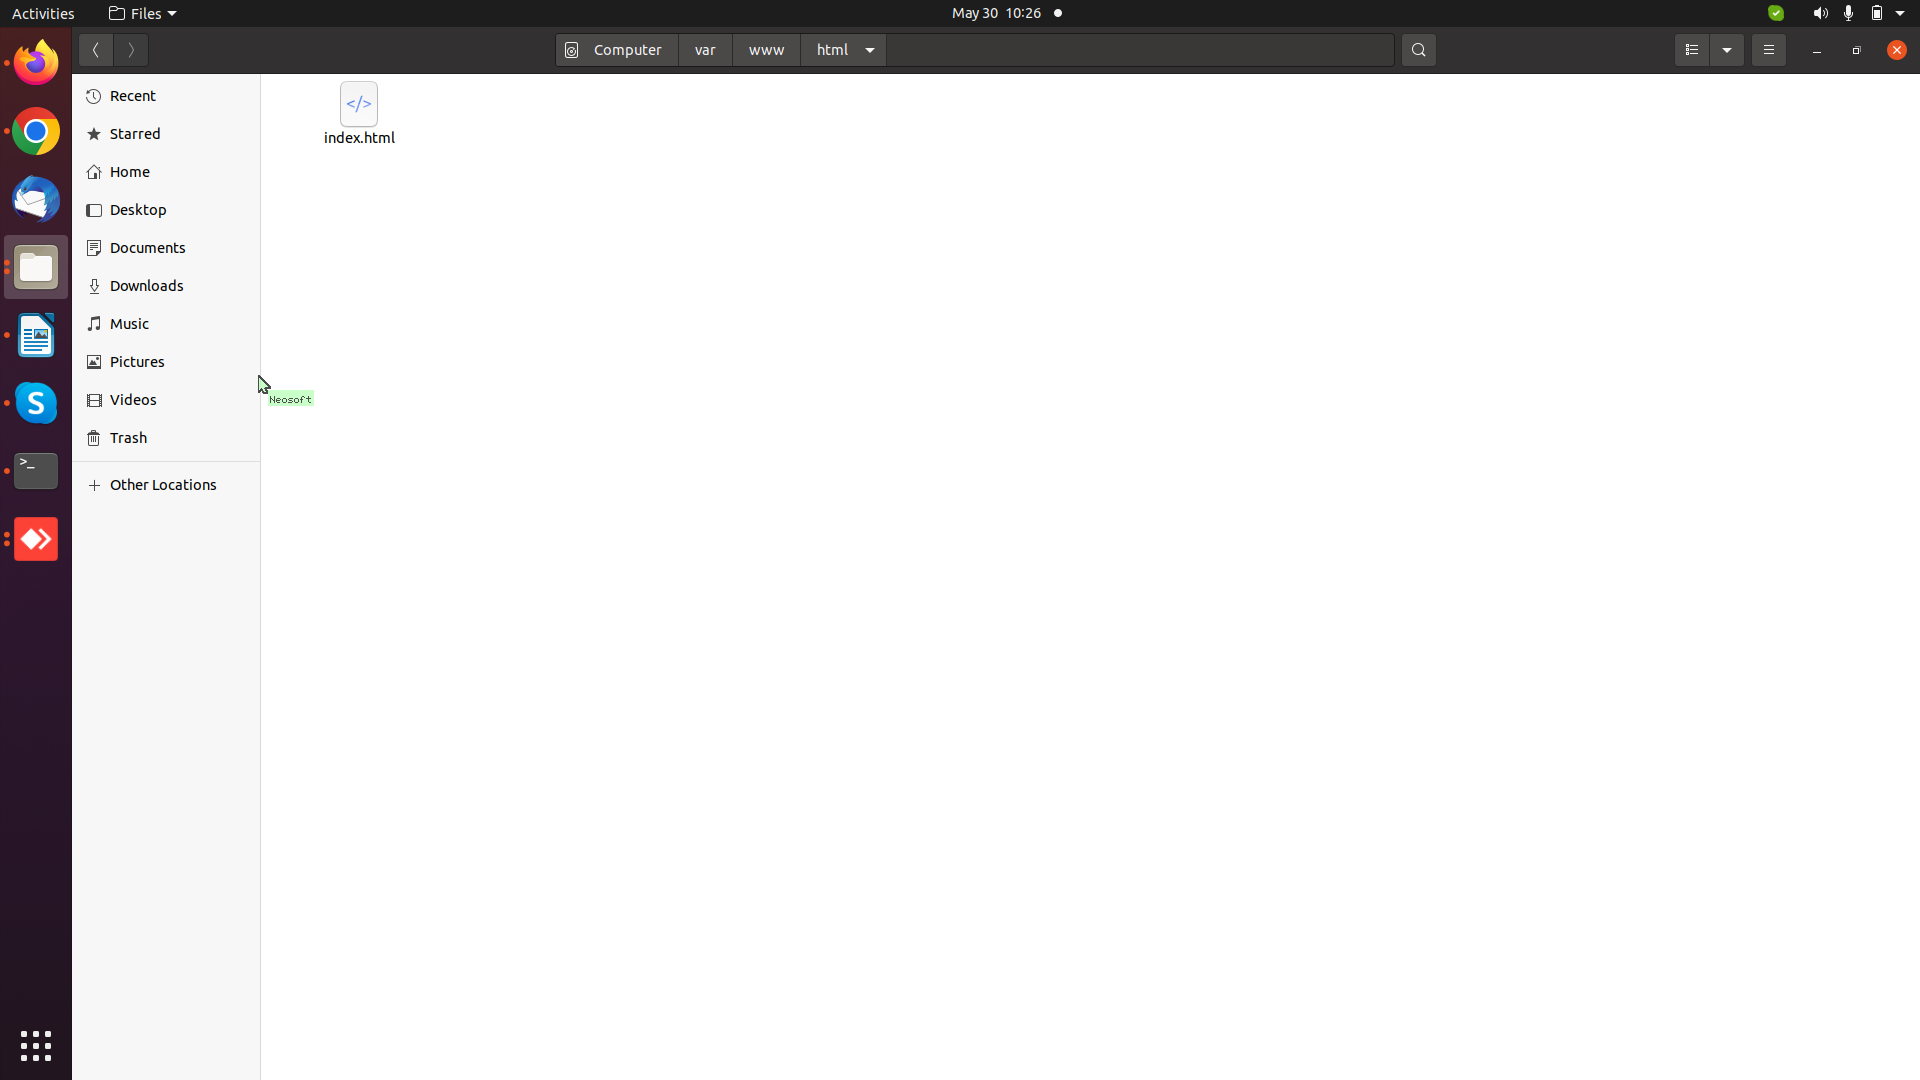 Activities
Files
May 30 10:26
Computer
var
www
html
Recent
Starred
Home
Desktop
Documents
Downloads
Music
Pictures
Videos
Trash
Other Locations
</>
index.html
Neosoft
S
>_